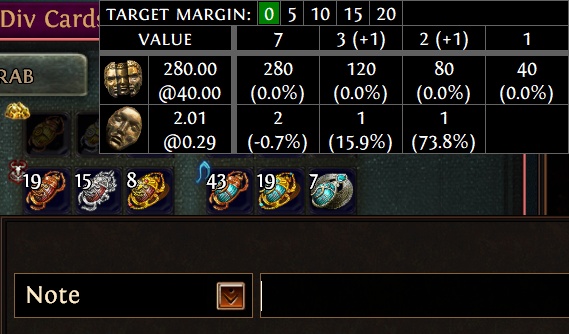 Div Cards
TARGET MARGIN: 0 5 10 15 20
VALUE 7 3 (+1) 2 (+1) 1
280.00 280 120 80 40
@40.00 (0.0%) (0.0%) (0.0%) (0.0%)
2.01 2 1 1
@0.29 (-0.7%) (15.9%) (73.8%)
RAB
19 15 8 43 19 7
Note